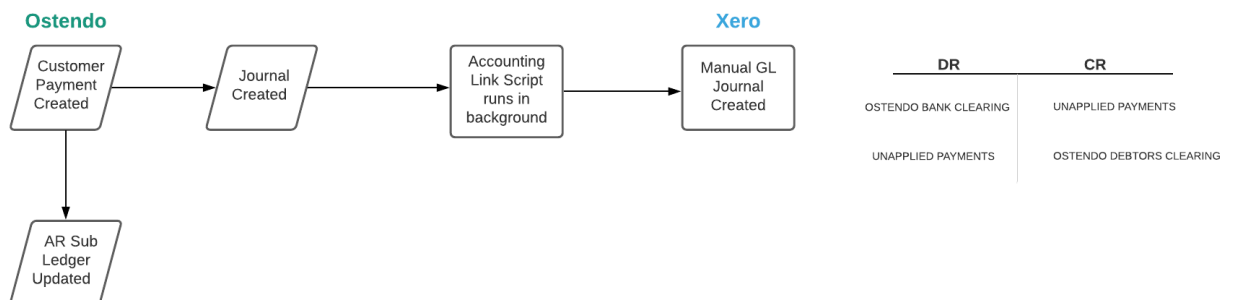 Ostendo
Xero
Customer
Payment
Created
Journal
Created
Accounting
Link Script
runs in
background
Manual GL
Journal
Created
DR
CR
OSTENDO BANK CLEARING
UNAPPLIED PAYMENTS
UNAPPLIED PAYMENTS
OSTENDO DEBTORS CLEARING
AR Sub
Ledger
Updated